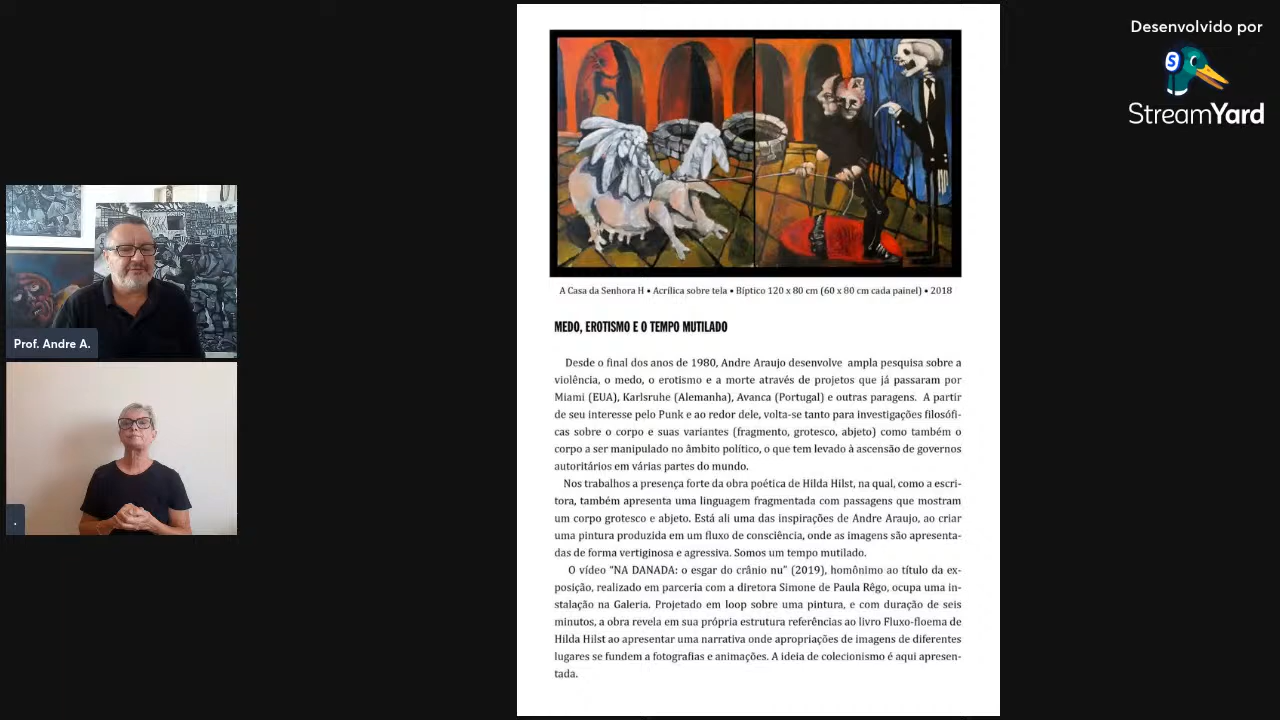 Desenvolvido por
StreamYard
Prof. Andre A.
.
A Casa da Senhora H • Acrílica sobre tela • Bíptico 120 x 80 cm (60 x 80 cm cada painel) • 2018
MEDO, EROTISMO E O TEMPO MUTILADO
Desde o final dos anos de 1980, Andre Araujo desenvolve ampla pesquisa sobre a
violência, o medo, o erotismo e a morte através de projetos que já passaram por
Miami (EUA), Karlsruhe (Alemanha), Avanca (Portugal) e outras paragens. A partir
de seu interesse pelo Punk e ao redor dele, volta-se tanto para investigações filosófi-
cas sobre o corpo e suas variantes (fragmento, grotesco, abjeto) como também o
corpo a ser manipulado no âmbito político, o que tem levado à ascensão de governos
autoritários em várias partes do mundo.
Nos trabalhos a presença forte da obra poética de Hilda Hilst, na qual, como a escri-
tora, também apresenta uma linguagem fragmentada com passagens que mostram
um corpo grotesco e abjeto. Está ali uma das inspirações de Andre Araujo, ao criar
uma pintura produzida em um fluxo de consciência, onde as imagens são apresenta-
das de forma vertiginosa e agressiva. Somos um tempo mutilado.
O vídeo "NA DANADA: o esgar do crânio nu" (2019), homônimo ao título da ex-
posição, realizado em parceria com a diretora Simone de Paula Rêgo, ocupa uma in-
stalação na Galeria. Projetado em loop sobre uma pintura, e com duração de seis
minutos, a obra revela em sua própria estrutura referências ao livro Fluxo-floema de
Hilda Hilst ao apresentar uma narrativa onde apropriações de imagens de diferentes
lugares se fundem a fotografias e animações. A ideia de colecionismo é aqui apresen-
tada.